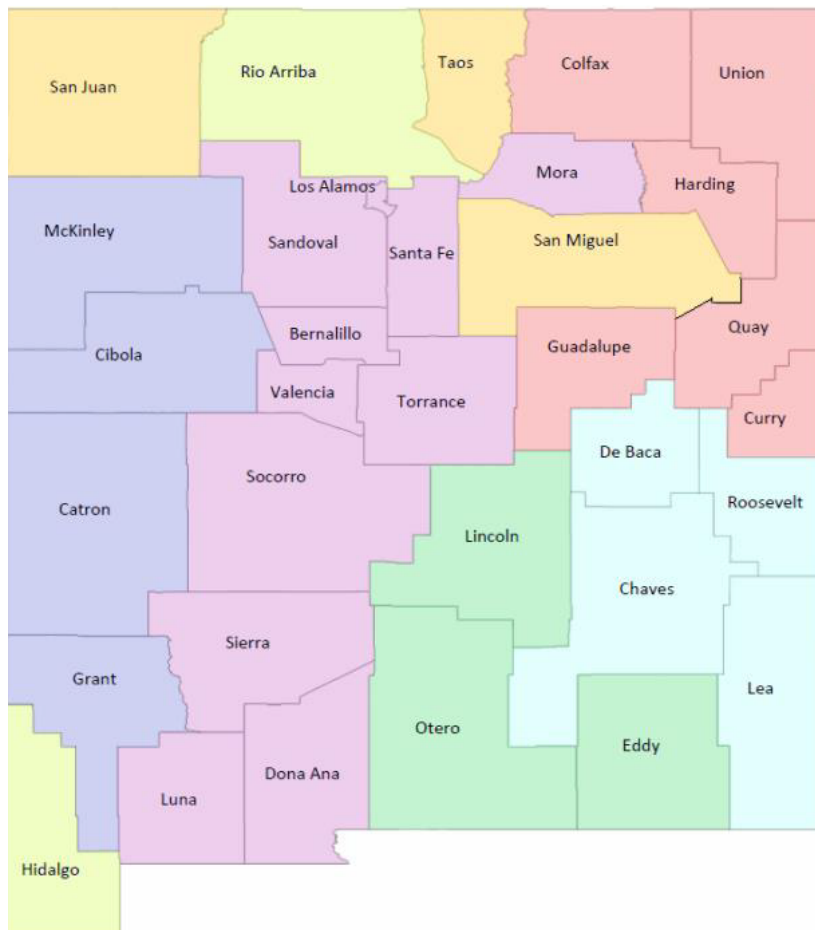 San Juan
Rio Arriba
Taos
Colfax
Union
Los Alamos
Mora
Harding
McKinley
Sandoval
Santa Fe
San Miguel
Cibola
Bernalillo
Guadalupe
Quay
Valencia
Torrance
Curry
De Baca
Socorro
Roosevelt
Catron
Lincoln
Chaves
Sierra
Grant
Lea
Otero
Eddy
Dona Ana
Luna
Hidalgo